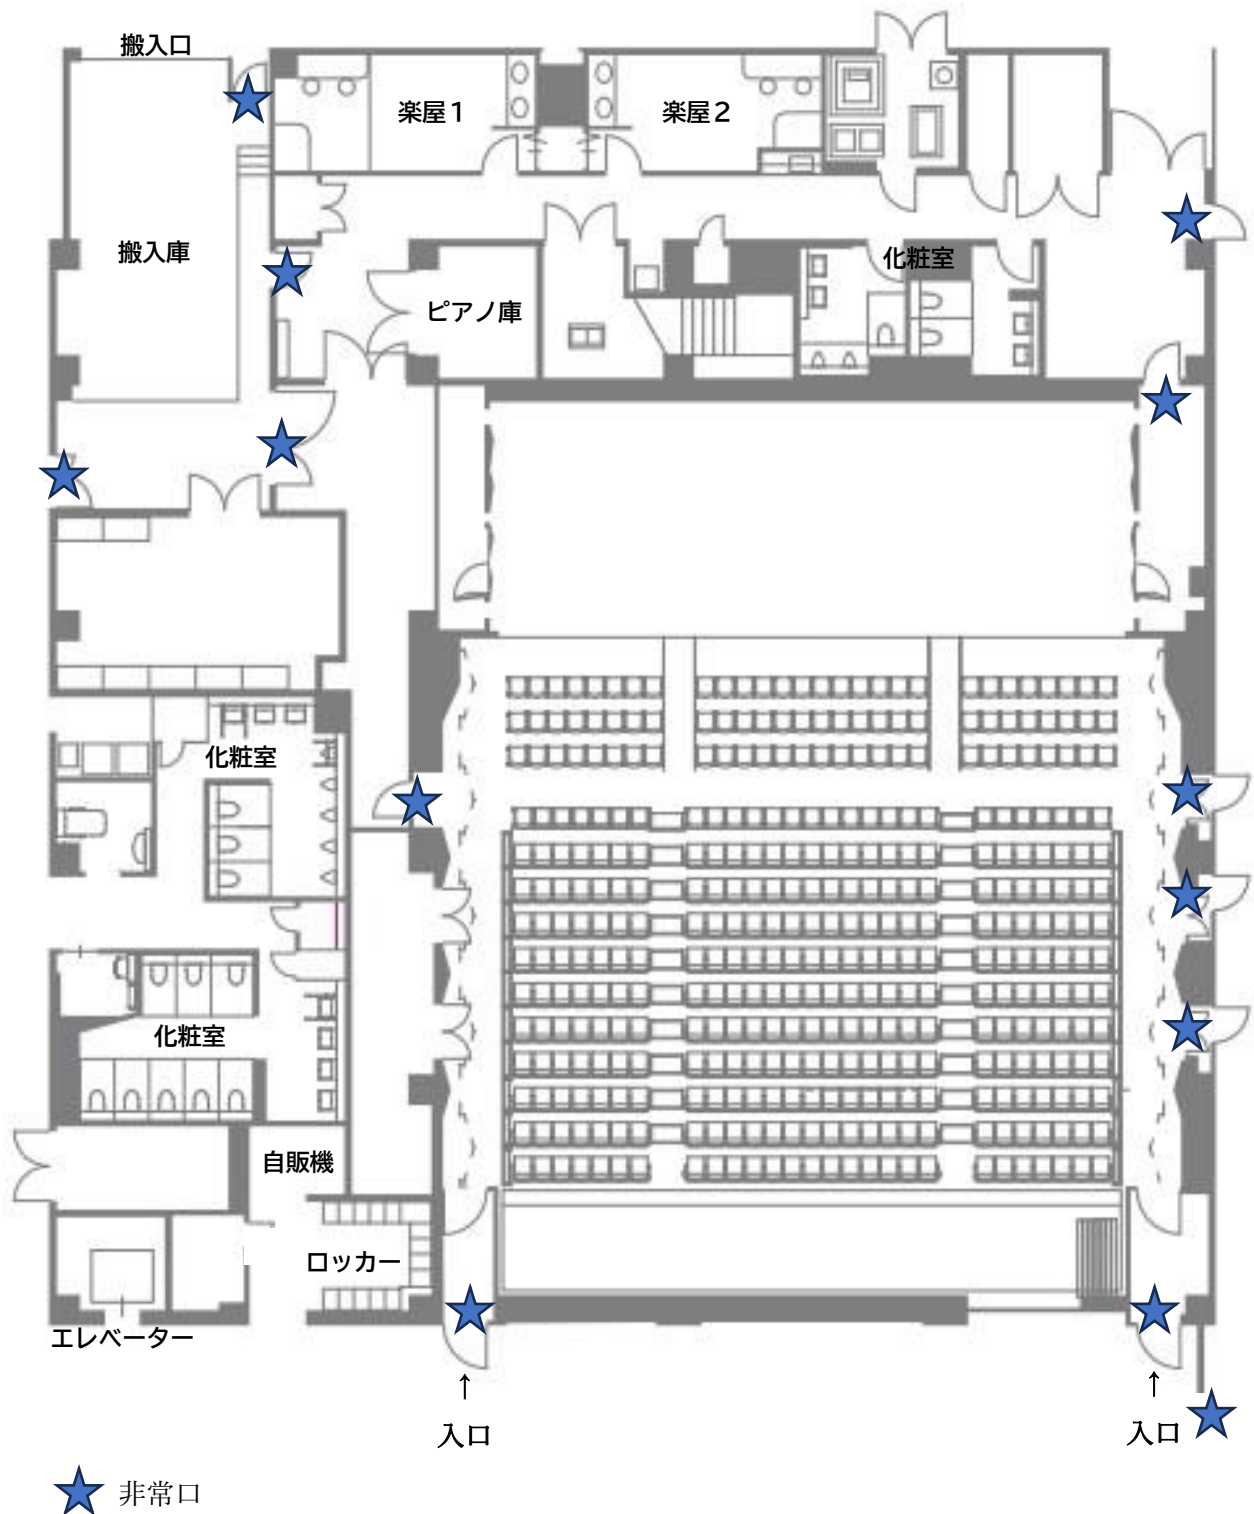 搬入口
楽屋1
楽屋2
搬入庫
化粧室
ピアノ庫
化粧室
化粧室
自販機
ロッカー
エレベーター
↑
入口
↑
入口
非常口